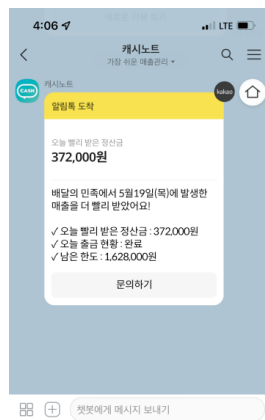 4:06
LTE
캐시노트
가장 쉬운 매출관리
캐시노트
CASH
kakao
알림톡 도착
오늘 빨리 받은 정산금
372,000원
배달의 민족에서 5월19일(목)에 발생한
매출을 더 빨리 받았어요!
✓ 오늘 빨리 받은 정산금 : 372,000원
✓ 오늘 출금 현황 : 완료
✓ 남은 한도 : 1,628,000원
문의하기
챗봇에게 메시지 보내기